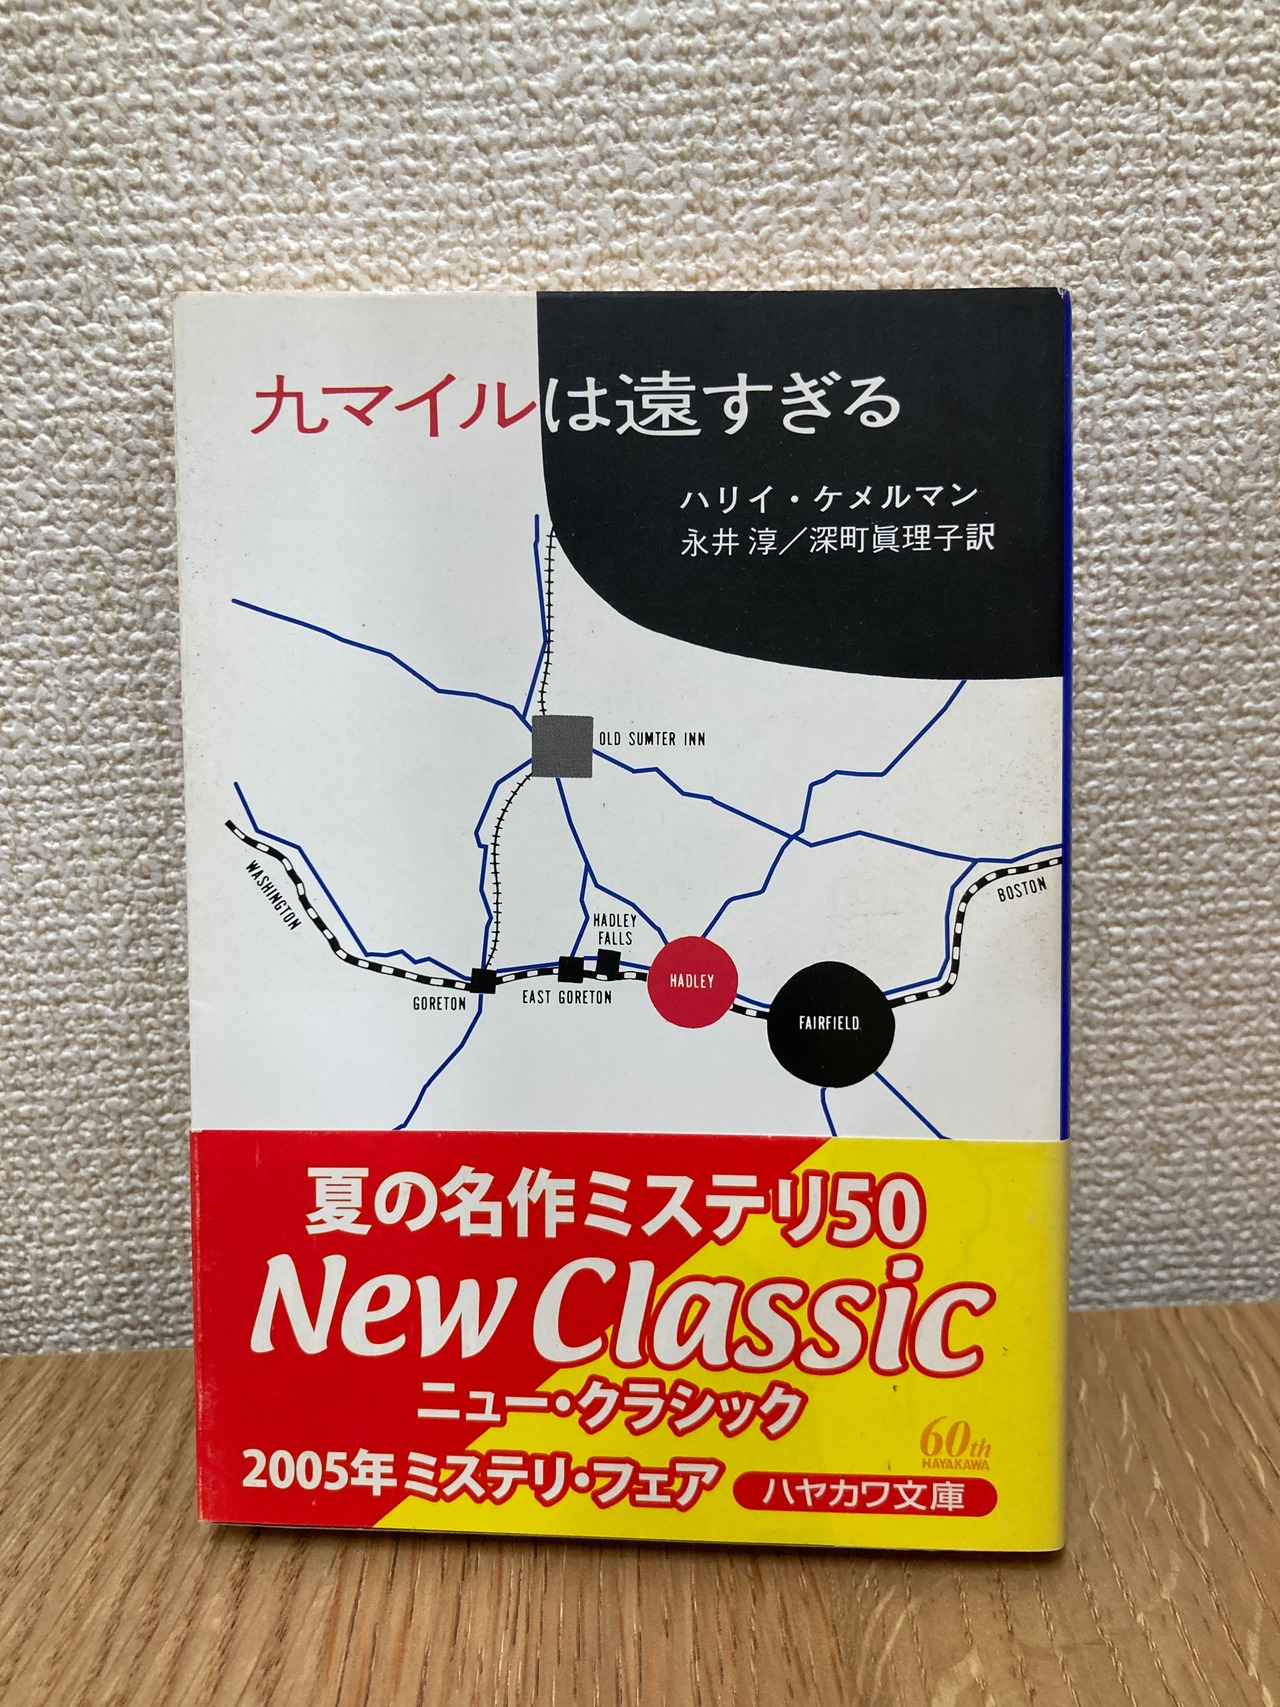 九マイルは遠すぎる
ハリイ・ケメルマン
永井 淳／深町眞理子訳
OLD SUMTER INN
WASHINGTON
BOSTON
HADLEY
FALLS
HADLEY
GORETON
EAST GORETON
FAIRFIELD
夏の名作ミステリ50
New Classic
ニュー・クラシック
60th
HAYAKAWA
2005年ミステリ・フェア
ハヤカワ文庫